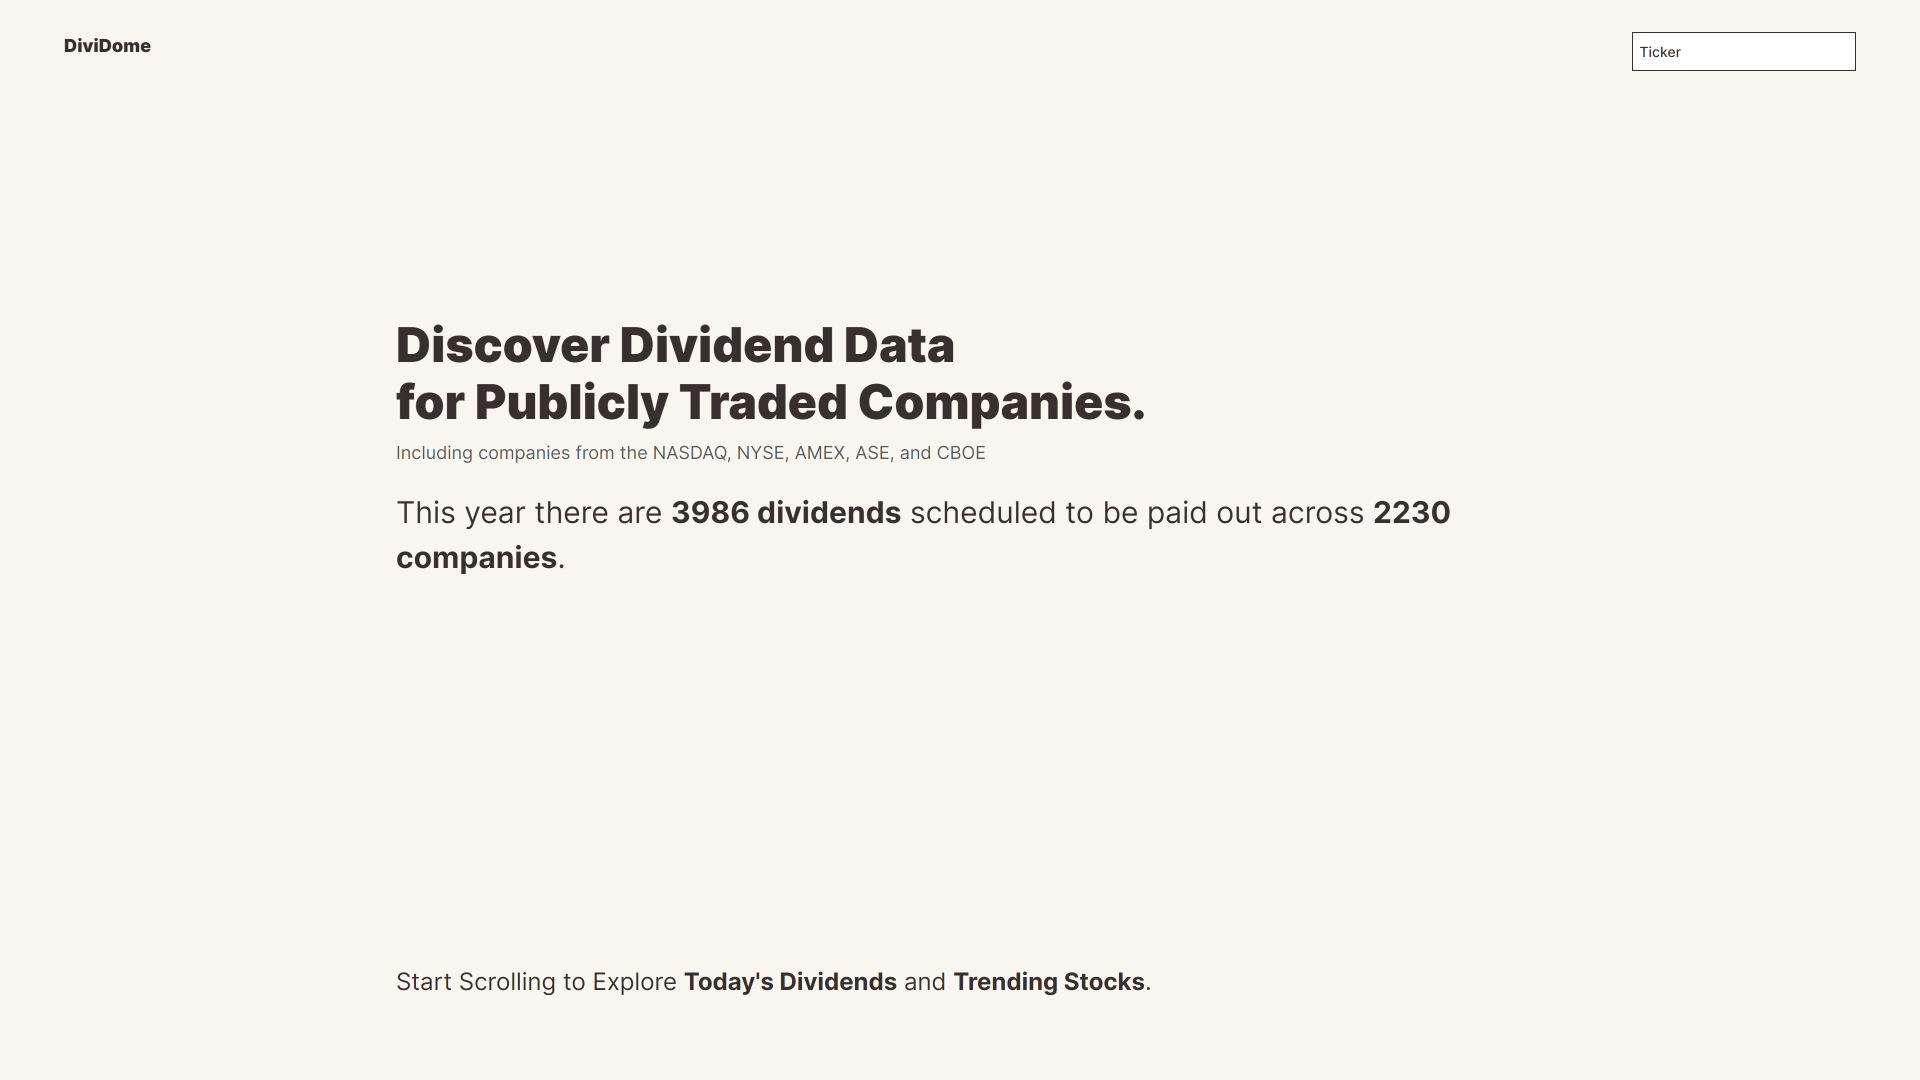 DiviDome
Ticker
Discover Dividend Data
for Publicly Traded Companies.
Including companies from the NASDAQ, NYSE, AMEX, ASE, and CBOE
This year there are 3986 dividends scheduled to be paid out across 2230
companies.
Start Scrolling to Explore Today's Dividends and Trending Stocks.